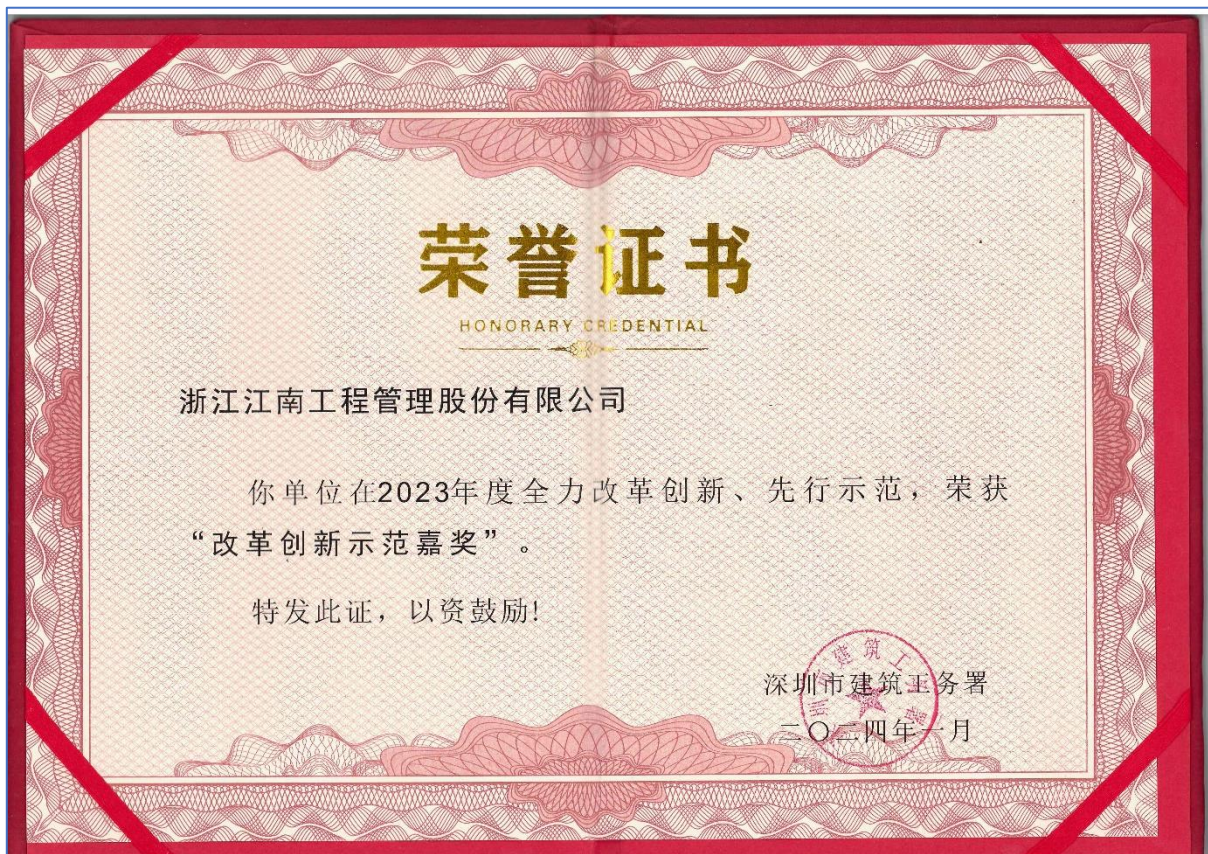 荣誉证书
HONORARY CREDENTIAL
浙江江南工程管理股份有限公司
你单位在2023年度全力改革创新、先行示范，荣获
“改革创新示范嘉奖”。
特发此证，以资鼓励!
深圳市建筑工务署
二〇二四年一月